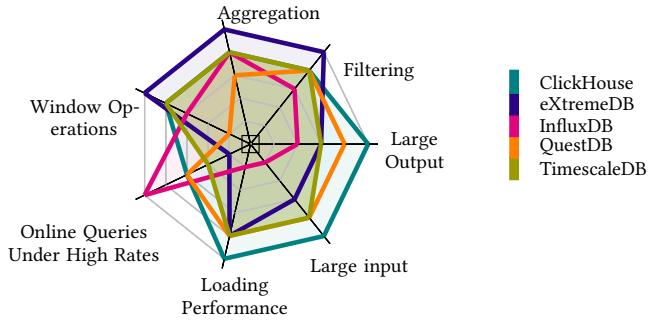 Aggregation
Filtering
Window Op-
erations
Large
Output
Online Queries
Under High Rates
Large input
Loading
Performance
ClickHouse
eXtremeDB
InfluxDB
QuestDB
TimescaleDB